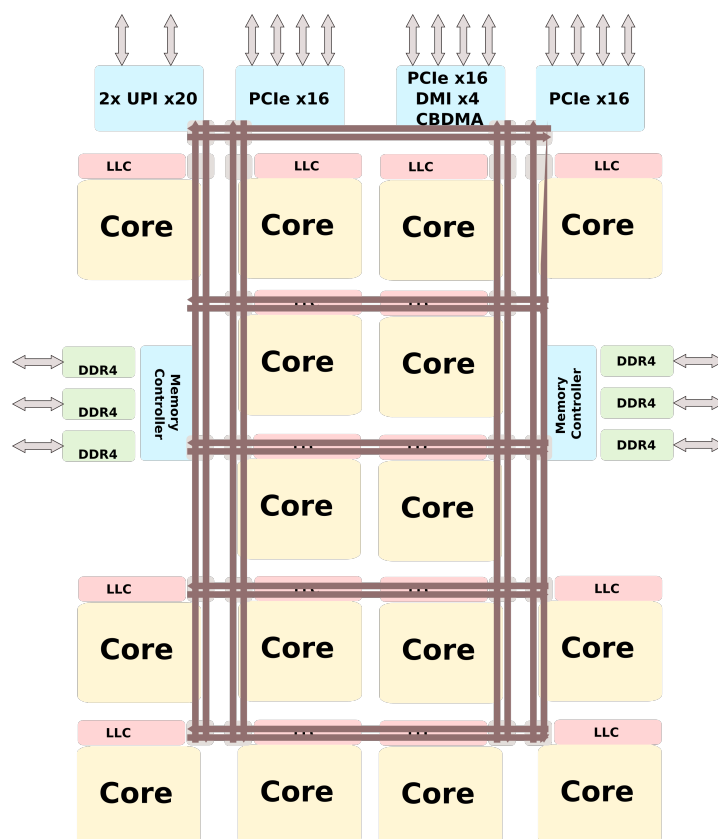 2x UPI x20
PCIe x16
PCIe x16
DMI x4
CBDMA
PCIe x16
LLC
LLC
LLC
LLC
Core
Core
Core
Core
Core
Core
DDR4
DDR4
DDR4
Memory
Controller
Memory
Controller
DDR4
DDR4
DDR4
Core
Core
LLC
LLC
Core
Core
Core
Core
LLC
LLC
Core
Core
Core
Core